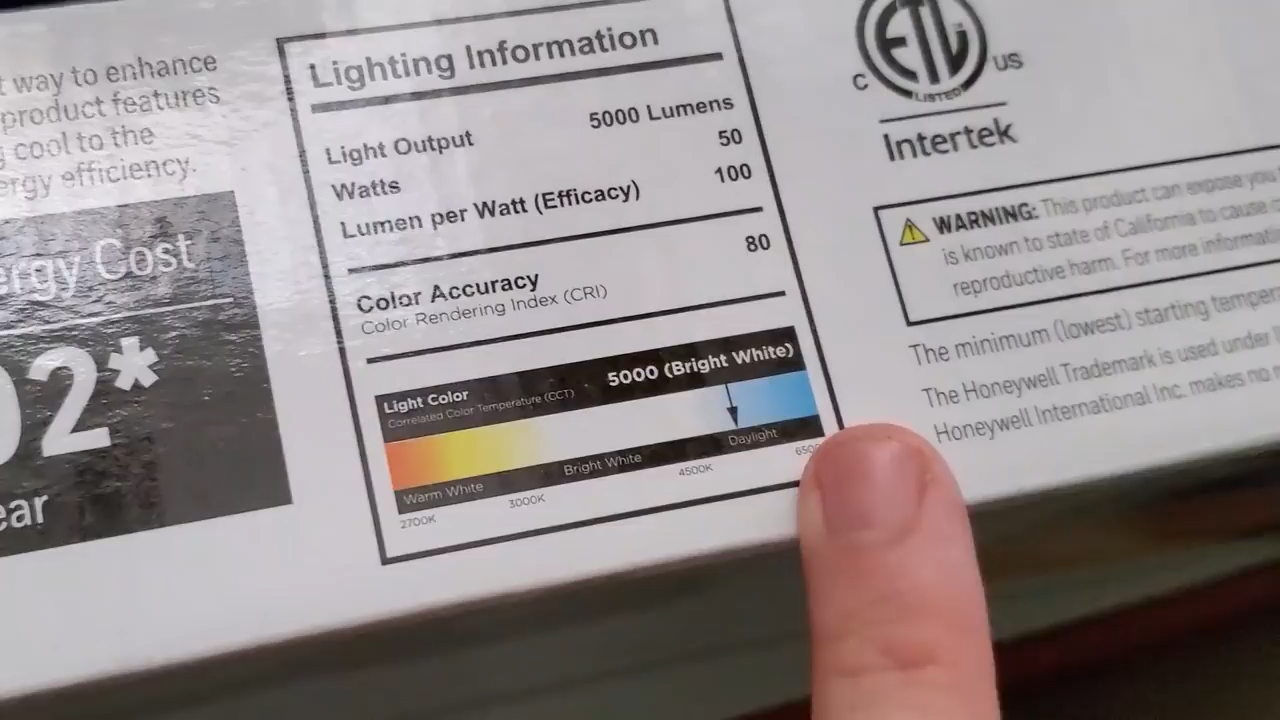 t way to enhance
product features
cool to the
ergy efficiency.
ergy Cost
02*
ear
Lighting Information
Light Output 5000 Lumens
Watts 50
Lumen per Watt (Efficacy) 100
Color Accuracy 80
Color Rendering Index (CRI)
Light Color 5000 (Bright White)
Correlated Color Temperature (CCT)
Warm White Bright White Daylight
2700K 3000K 4500K 650
ETL
LISTED
C US
Intertek
WARNING: This product can expose you
is known to state of California to cause
reproductive harm. For more informati
The minimum (lowest) starting temper
The Honeywell Trademark is used under
Honeywell International Inc. makes no